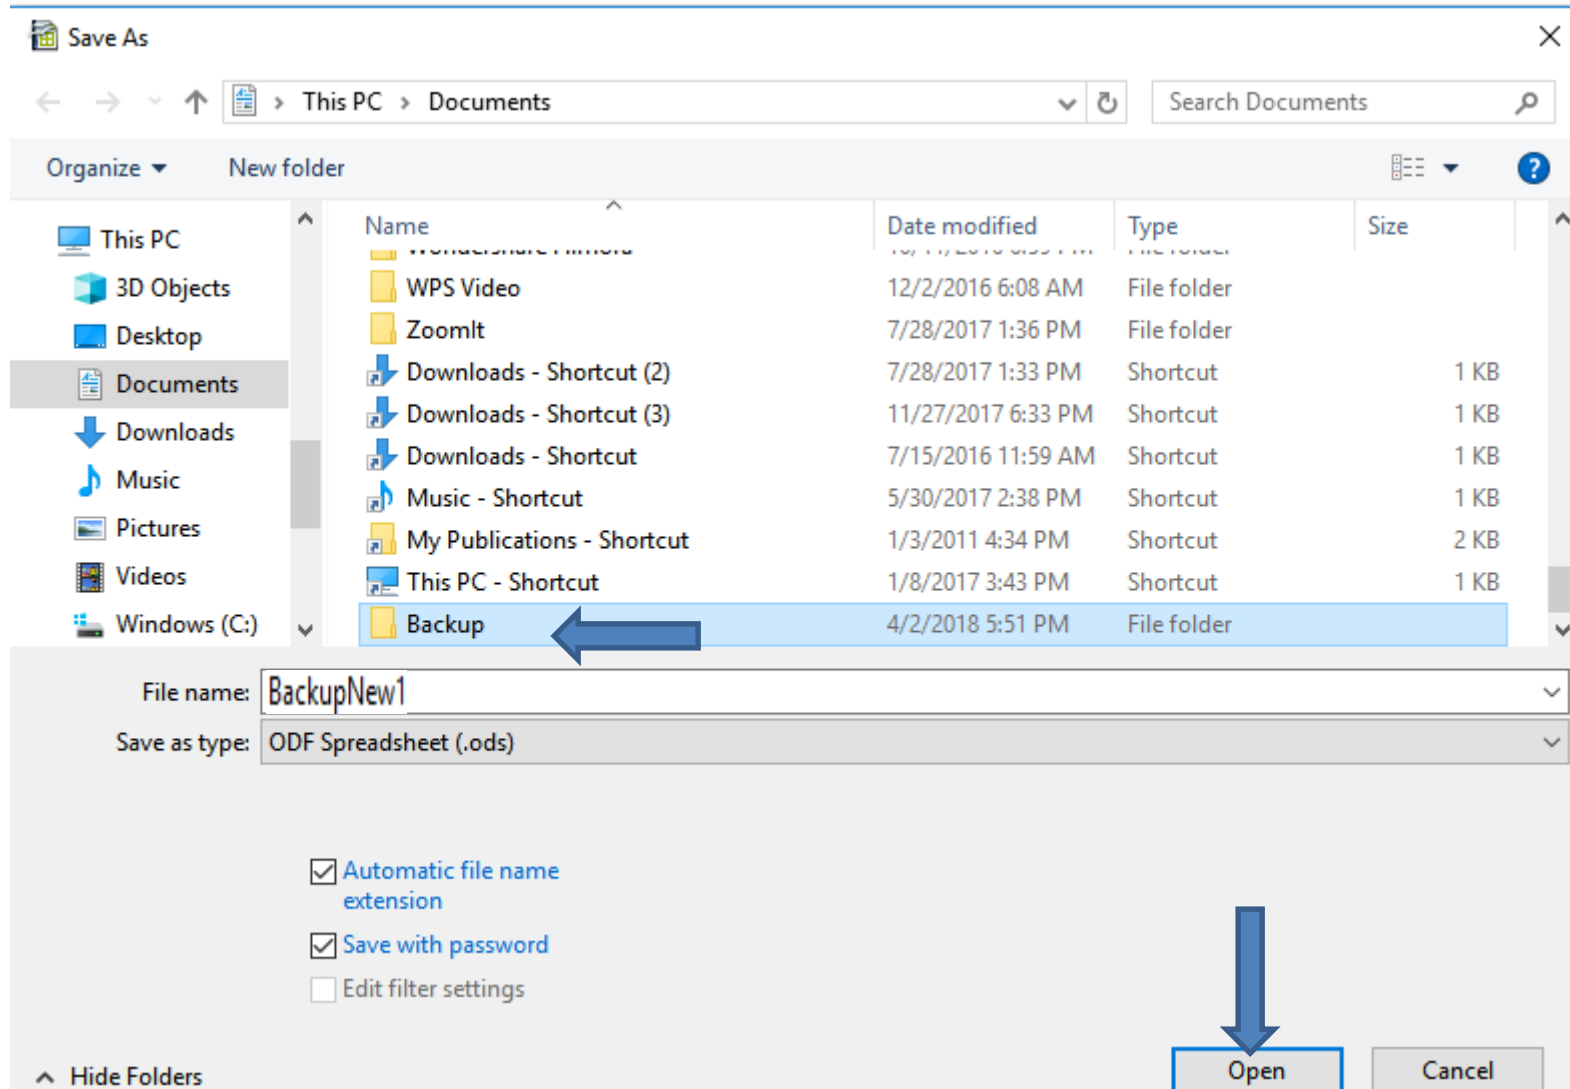 Save As
This PC > Documents
Search Documents
Organize
New folder
Name Date modified Type Size
This PC
3D Objects
Desktop
Documents
Downloads
Music
Pictures
Videos
Windows (C:)
WPS Video 12/2/2016 6:08 AM File folder
ZoomIt 7/28/2017 1:36 PM File folder
Downloads - Shortcut (2) 7/28/2017 1:33 PM Shortcut 1 KB
Downloads - Shortcut (3) 11/27/2017 6:33 PM Shortcut 1 KB
Downloads - Shortcut 7/15/2016 11:59 AM Shortcut 1 KB
Music - Shortcut 5/30/2017 2:38 PM Shortcut 1 KB
My Publications - Shortcut 1/3/2011 4:34 PM Shortcut 2 KB
This PC - Shortcut 1/8/2017 3:43 PM Shortcut 1 KB
Backup 4/2/2018 5:51 PM File folder
File name: BackupNew1
Save as type: ODF Spreadsheet (.ods)
Automatic file name
extension
Save with password
Edit filter settings
Hide Folders
Open
Cancel